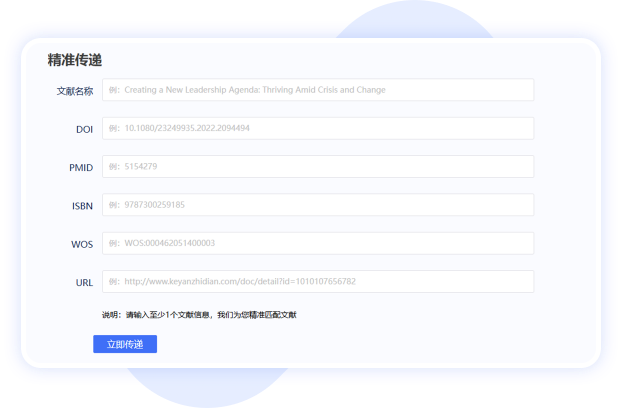 精准传递
文献名称 例：Creating a New Leadership Agenda: Thriving Amid Crisis and Change
DOI 例：10.1080/23249935.2022.2094494
PMID 例：5154279
ISBN 例：9787300259185
WOS 例：WOS:000462051400003
URL 例：http://www.keyanzhidian.com/doc/detail?id=1010107656782
说明：请输入至少1个文献信息，我们为您精准匹配文献
立即传递